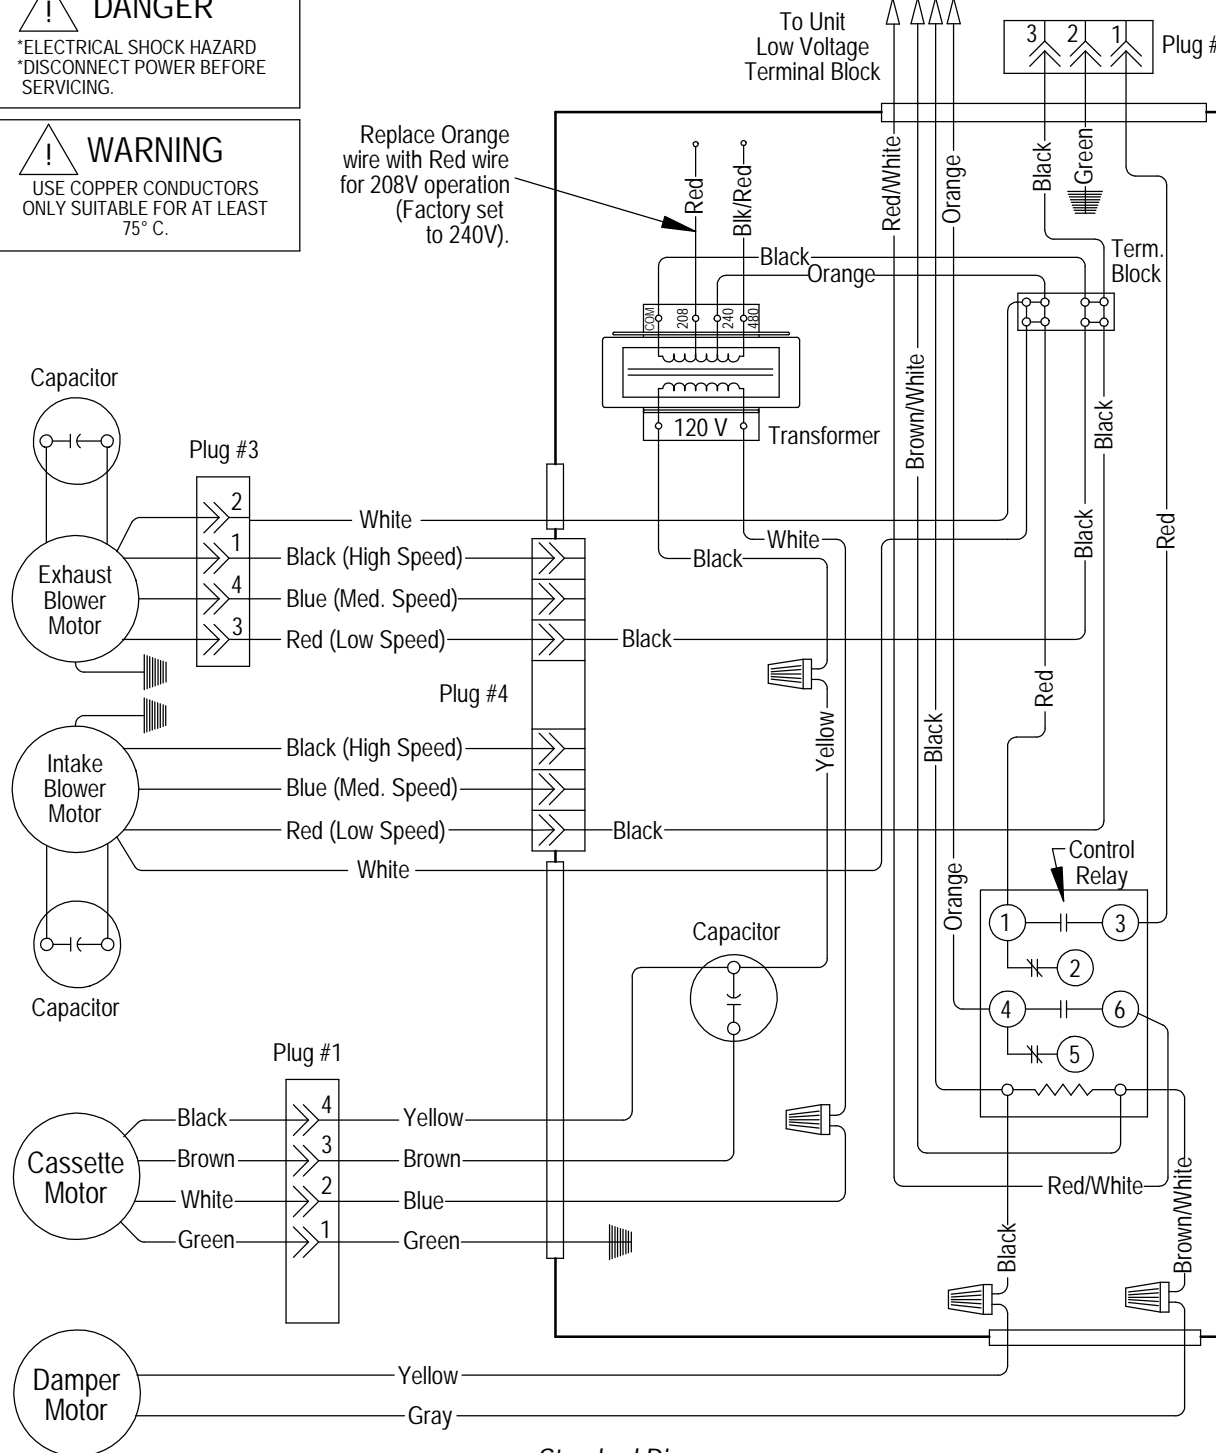 DANGER
*ELECTRICAL SHOCK HAZARD
*DISCONNECT POWER BEFORE
SERVICING.
!
WARNING
USE COPPER CONDUCTORS
ONLY SUITABLE FOR AT LEAST
75° C.
To Unit
Low Voltage
Terminal Block
3 2 1
Plug #
Replace Orange
wire with Red wire
for 208V operation
(Factory set
to 240V).
Red
Blk/Red
Red/White
Orange
Black
Green
Black
Orange
Term.
Block
COM 208 240 480
120 V
Transformer
Brown/White
Black
Black
Red
Capacitor
Plug #3
2
White
White
1
Black (High Speed)
Black
Exhaust
Blower
Motor
4
Blue (Med. Speed)
3
Red (Low Speed)
Black
Plug #4
Red
Yellow
Black
Intake
Blower
Motor
Black (High Speed)
Blue (Med. Speed)
Red (Low Speed)
Black
White
Control
Relay
Orange
1 3
2
4 6
5
Capacitor
Capacitor
Plug #1
Cassette
Motor
Black
4
Yellow
Brown
3
Brown
White
2
Blue
Green
1
Green
Red/White
Black
Brown/White
Damper
Motor
Yellow
Gray